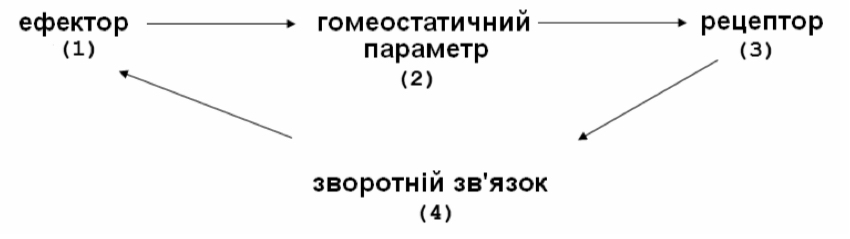 ефектор
(1)
гомеостатичний
параметр
(2)
рецептор
(3)
зворотній зв'язок
(4)